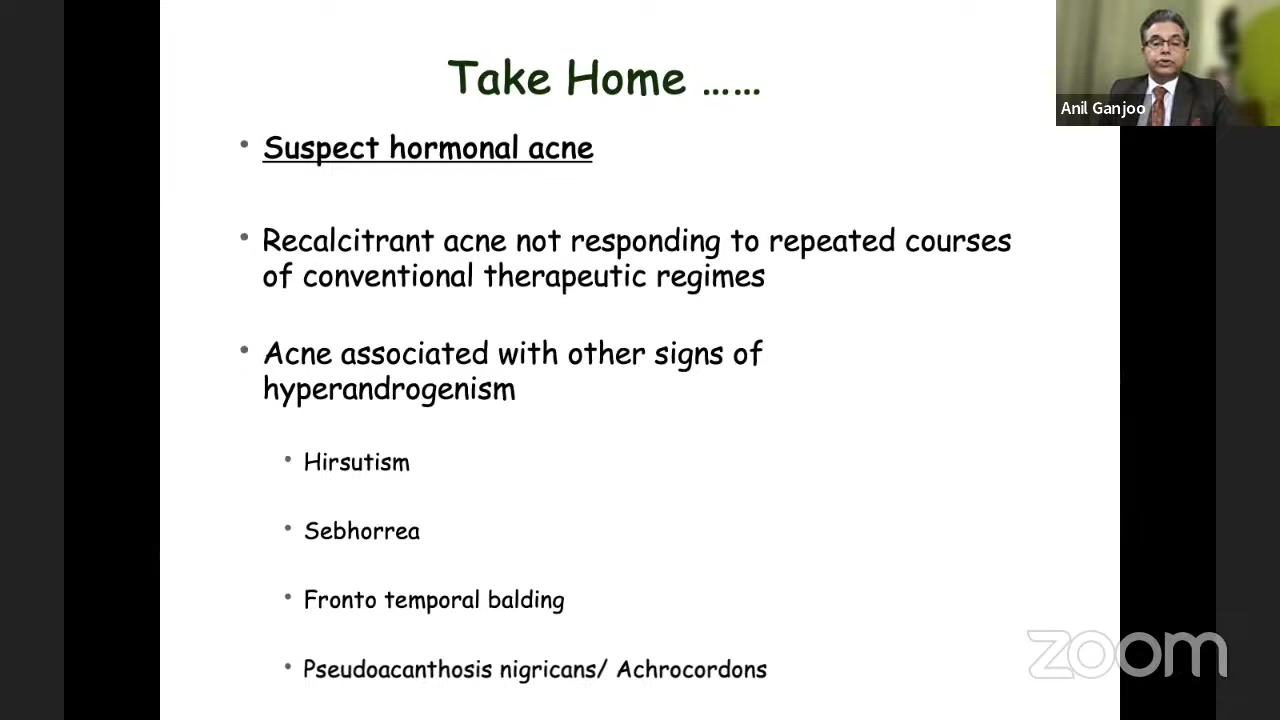 Take Home ......
Anil Ganjoo
• Suspect hormonal acne
• Recalcitrant acne not responding to repeated courses
of conventional therapeutic regimes
• Acne associated with other signs of
hyperandrogenism
• Hirsutism
• Sebhorrea
• Fronto temporal balding
• Pseudoacanthosis nigricans/ Achrocordons
zoom